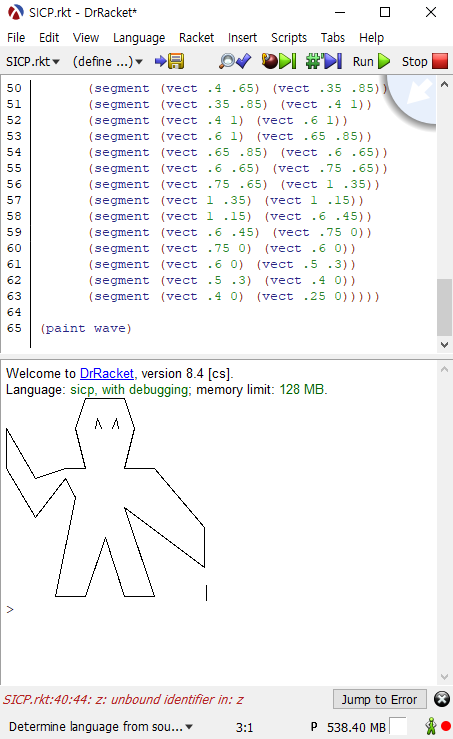 SICP.rkt - DrRacket*
File Edit View Language Racket Insert Scripts Tabs Help
SICP.rkt (define ...) Run Stop
50 (segment (vect .4 .65) (vect .35 .85))
51 (segment (vect .35 .85) (vect .4 1))
52 (segment (vect .4 1) (vect .6 1))
53 (segment (vect .6 1) (vect .65 .85))
54 (segment (vect .65 .85) (vect .6 .65))
55 (segment (vect .6 .65) (vect .75 .65))
56 (segment (vect .75 .65) (vect 1 .35))
57 (segment (vect 1 .35) (vect 1 .15))
58 (segment (vect 1 .15) (vect .6 .45))
59 (segment (vect .6 .45) (vect .75 0))
60 (segment (vect .75 0) (vect .6 0))
61 (segment (vect .6 0) (vect .5 .3))
62 (segment (vect .5 .3) (vect .4 0))
63 (segment (vect .4 0) (vect .25 0)))))
64
65 (paint wave)
Welcome to DrRacket, version 8.4 [cs].
Language: sicp, with debugging; memory limit: 128 MB.
>
SICP.rkt:40:44: z: unbound identifier in: z Jump to Error
Determine language from sou... 3:1 P 538.40 MB